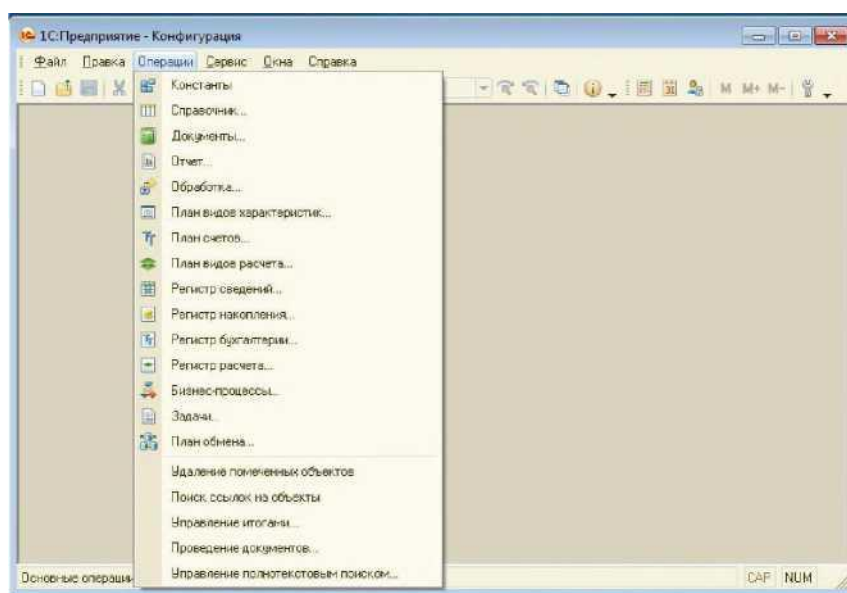 1С:Предприятие - Конфигурация
Файл Правка Операции Сервис Окна Справка
M M+ M-
Константы
Справочник...
Документы...
Отчет...
Обработка...
План видов характеристик...
План счетов...
План видов расчета...
Регистр сведений...
Регистр накопления...
Регистр бухгалтерии...
Регистр расчета...
Бизнес-процессы...
Задачи...
План обмена...
Удаление помеченных объектов
Поиск ссылок на объекты
Управление итогами...
Проведение документов...
Управление полнотекстовым поиском...
Основные операции CAP NUM